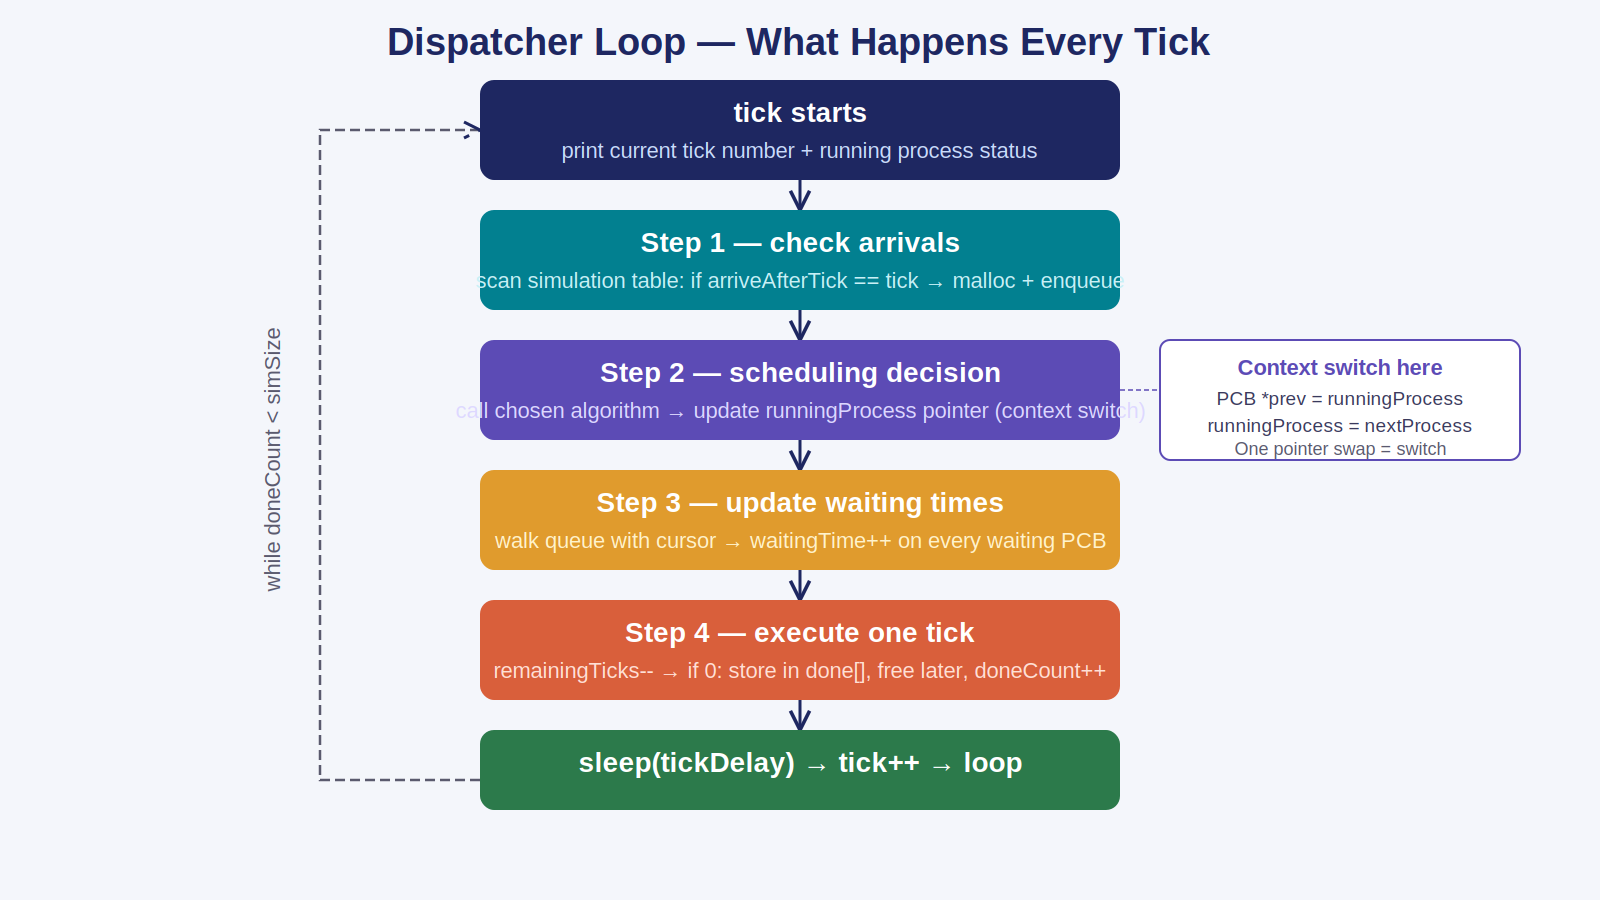 Dispatcher Loop — What Happens Every Tick
tick starts
print current tick number + running process status
Step 1 — check arrivals
scan simulation table: if arriveAfterTick == tick → malloc + enqueue
Step 2 — scheduling decision
call chosen algorithm → update runningProcess pointer (context switch)
Context switch here
PCB *prev = runningProcess
runningProcess = nextProcess
One pointer swap = switch
Step 3 — update waiting times
walk queue with cursor → waitingTime++ on every waiting PCB
Step 4 — execute one tick
remainingTicks-- → if 0: store in done[], free later, doneCount++
sleep(tickDelay) → tick++ → loop
while doneCount < simSize